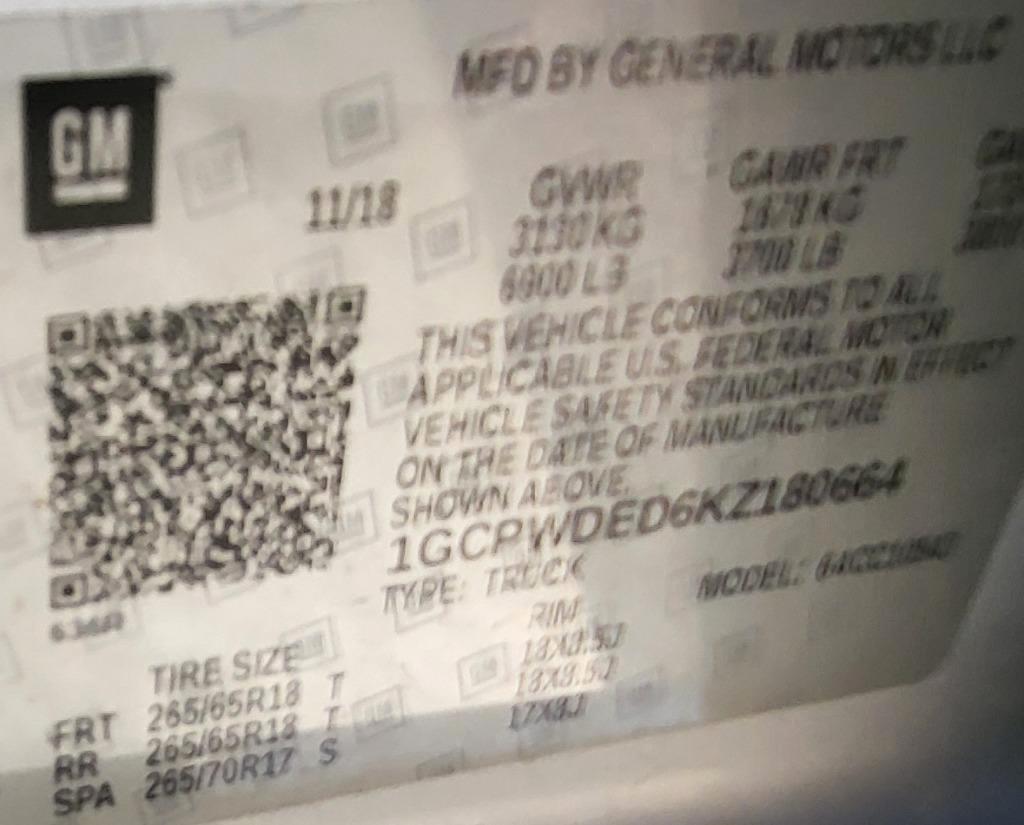 GM
MFD BY GENERAL MOTORS LLC
11/18
GVWR GAWR FRT
3130 KG 1678 KG
6900 LB 3700 LB
THIS VEHICLE CONFORMS TO ALL
APPLICABLE U.S. FEDERAL MOTOR
VEHICLE SAFETY STANDARDS IN EFFECT
ON THE DATE OF MANUFACTURE
SHOWN ABOVE.
1GCPWDED6KZ180664
TYPE: TRUCK MODEL:
TIRE SIZE RIM
FRT 265/65R18 T 18X8.5J
RR 265/65R18 T 18X8.5J
SPA 265/70R17 S 17X8J